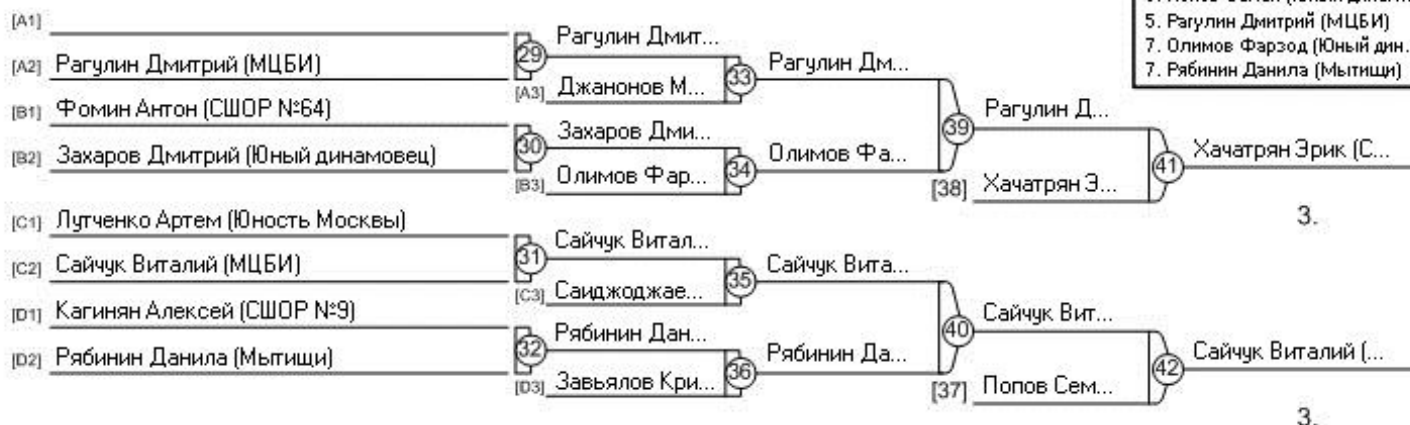 5. Рагулин Дмитрий (МЦБИ)
7. Олимов Фарзод (Юный дин...
7. Рябинин Данила (Мытищи)
[A1]
[A2] Рагулин Дмитрий (МЦБИ)
29
Рагулин Дмит...
[A3] Джанонов М...
33
Рагулин Дм...
[B1] Фомин Антон (СШОР №64)
[B2] Захаров Дмитрий (Юный динамовец)
30
Захаров Дми...
[B3] Олимов Фар...
34
Олимов Фа...
39
Рагулин Д...
[38] Хачатрян Э...
41
Хачатрян Эрик (С...
3.
[C1] Лутченко Артем (Юность Москвы)
[C2] Сайчук Виталий (МЦБИ)
31
Сайчук Витал...
[C3] Саиджоджае...
35
Сайчук Вита...
[D1] Кагинян Алексей (СШОР №9)
[D2] Рябинин Данила (Мытищи)
32
Рябинин Дан...
[D3] Завьялов Кри...
36
Рябинин Да...
40
Сайчук Вит...
[37] Попов Сем...
42
Сайчук Виталий (...
3.